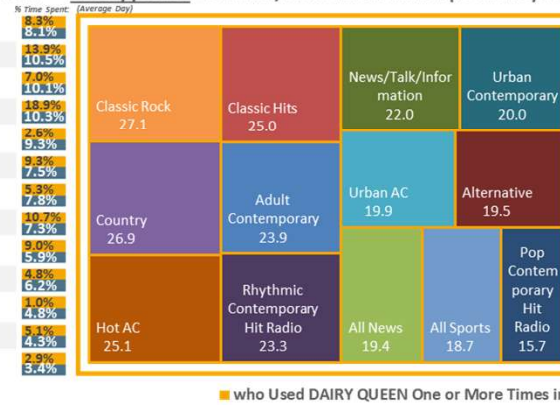 % Time Spent: (Average Day)
8.3%
8.1%
13.9%
10.5%
7.0%
10.1%
18.9%
10.3%
2.6%
9.3%
9.3%
7.5%
5.3%
7.8%
10.7%
7.3%
9.0%
5.9%
4.8%
6.2%
1.0%
4.8%
5.1%
4.3%
2.9%
3.4%
Classic Rock
27.1
Classic Hits
25.0
News/Talk/Infor
mation
22.0
Urban
Contemporary
20.0
Country
26.9
Adult
Contemporary
23.9
Urban AC
19.9
Alternative
19.5
Hot AC
25.1
Rhythmic
Contemporary
Hit Radio
23.3
All News
19.4
All Sports
18.7
Pop
Contem
porary
Hit
Radio
15.7
who Used DAIRY QUEEN One or More Times i